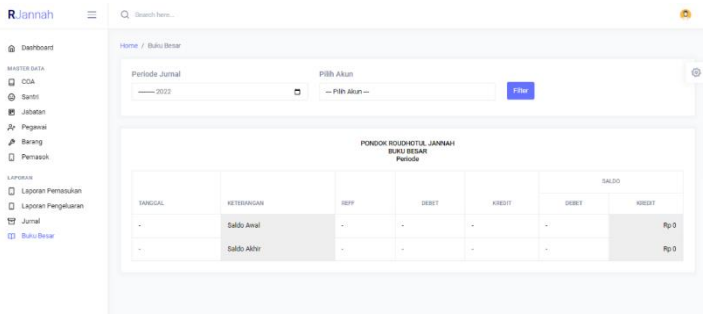 RJannah
Search here...
Dashboard
MASTER DATA
COA
Santri
Jabatan
Pegawai
Barang
Pemasok
LAPORAN
Laporan Pemasukan
Laporan Pengeluaran
Jurnal
Buku Besar
Home / Buku Besar
Periode Jurnal
Pilih Akun
-------- 2022
--- Pilih Akun ---
Filter
PONDOK ROUDHOTUL JANNAH
BUKU BESAR
Periode
SALDO
TANGGAL KETERANGAN REFF DEBET KREDIT DEBET KREDIT
- Saldo Awal - - - - Rp 0
- Saldo Akhir - - - - Rp 0